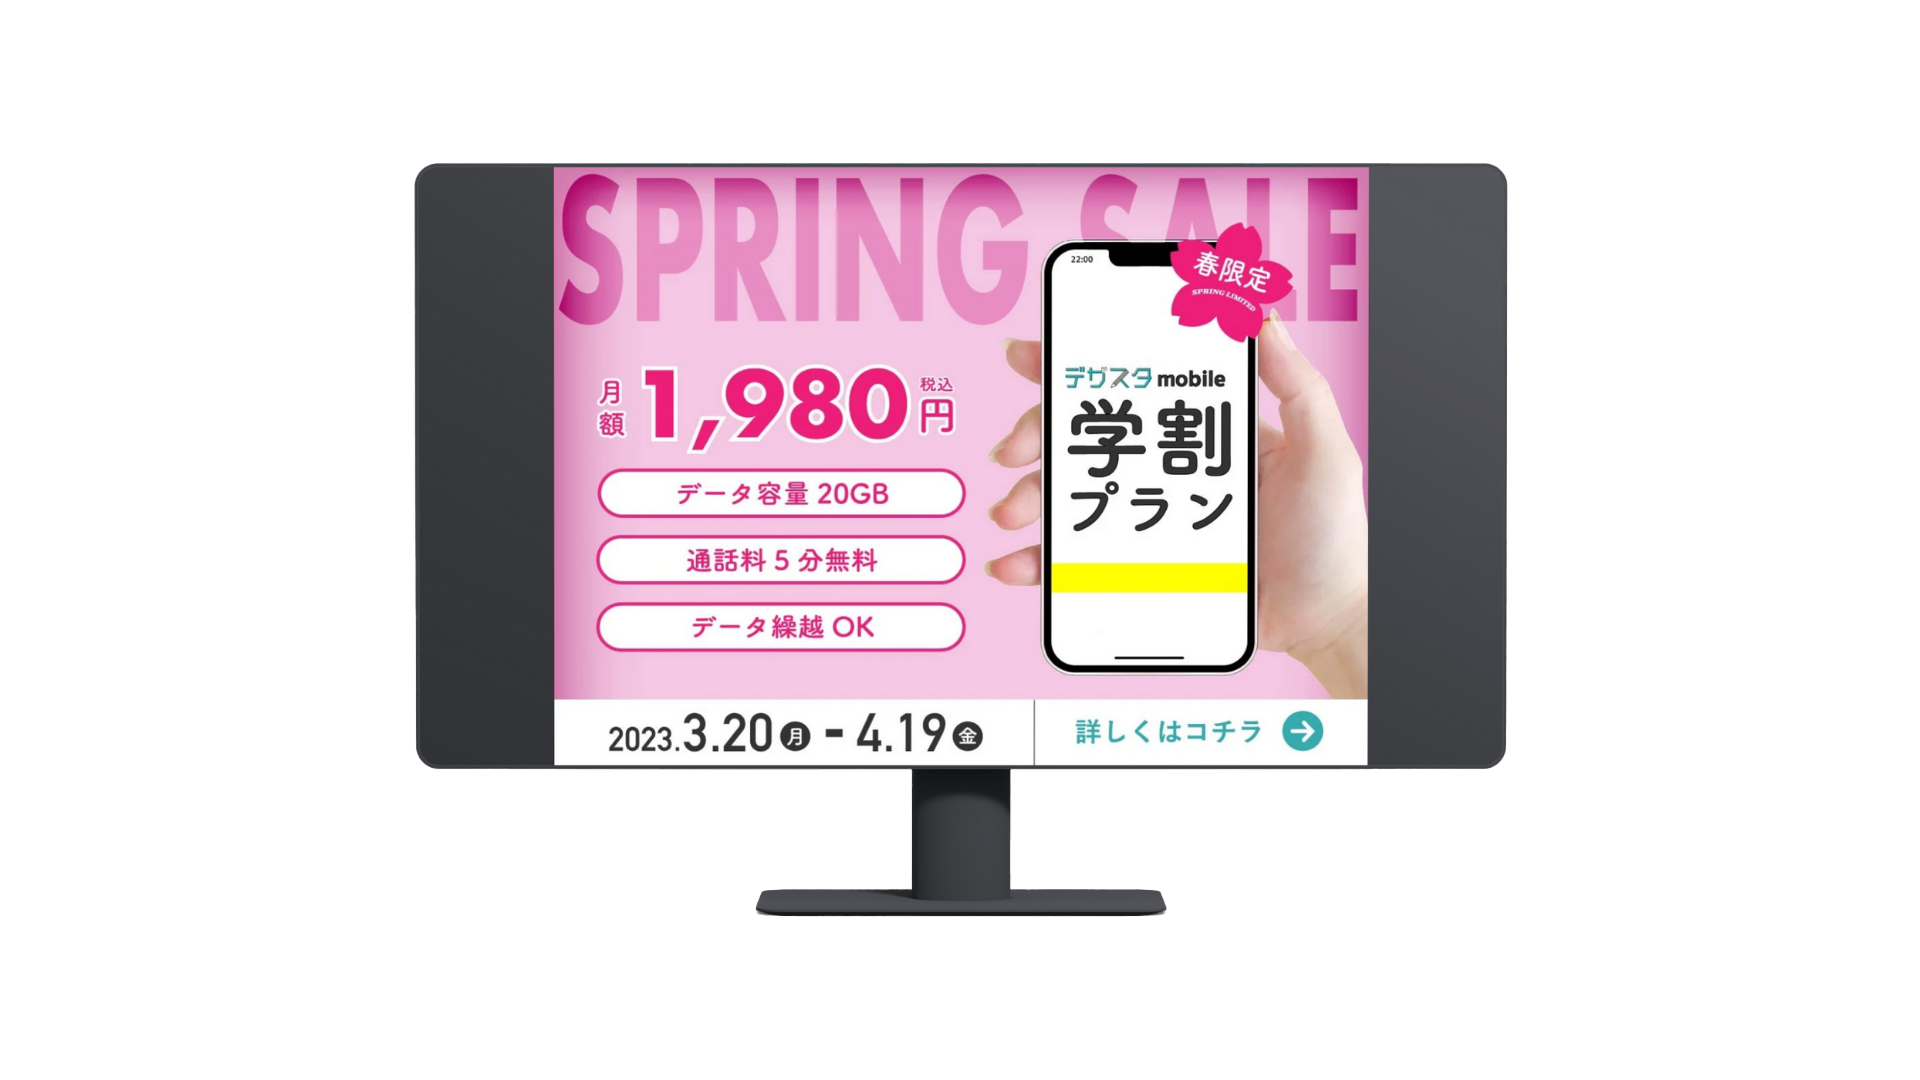 SPRING SALE
22:00
春限定
SPRING LIMITED
月額 1,980 税込 円
データ容量 20GB
通話料 5 分無料
データ繰越 OK
デザスタ mobile
学割
プラン
2023.3.20 月 - 4.19 金
詳しくはコチラ